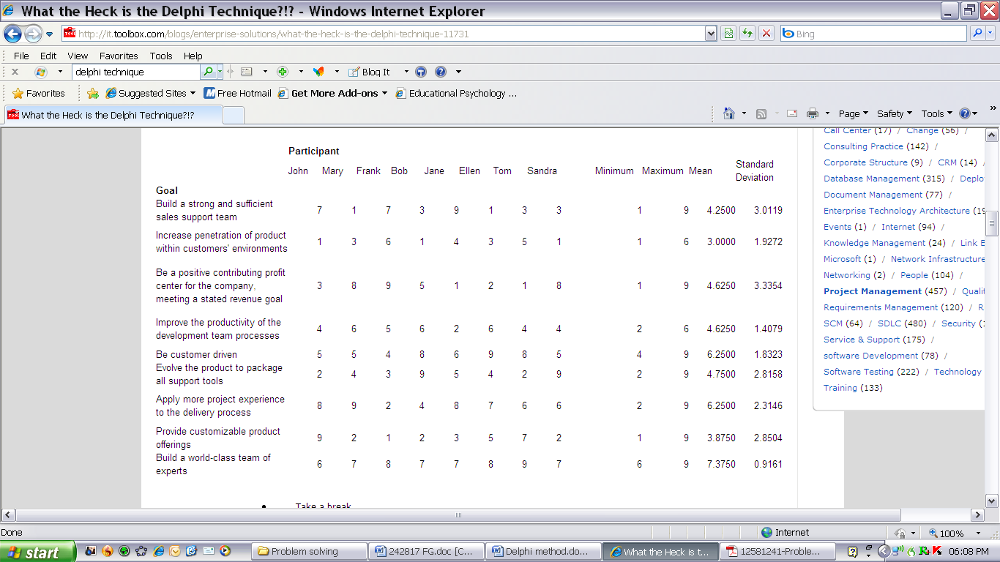 What the Heck is the Delphi Technique?!? - Windows Internet Explorer
http://it.toolbox.com/blogs/enterprise-solutions/what-the-heck-is-the-delphi-technique-11731
Bing
File Edit View Favorites Tools Help
delphi technique
Blog It
Favorites Suggested Sites Free Hotmail Get More Add-ons Educational Psychology ...
What the Heck is the Delphi Technique?!?
Page Safety Tools
Participant
John Mary Frank Bob Jane Ellen Tom Sandra Minimum Maximum Mean Standard Deviation
Goal
Build a strong and sufficient
sales support team
7 1 7 3 9 1 3 3 1 9 4.2500 3.0119
Increase penetration of product
within customers' environments
1 3 6 1 4 3 5 1 1 6 3.0000 1.9272
Be a positive contributing profit
center for the company,
meeting a stated revenue goal
3 8 9 5 1 2 1 8 1 9 4.6250 3.3354
Improve the productivity of the
development team processes
4 6 5 6 2 6 4 4 2 6 4.6250 1.4079
Be customer driven 5 5 4 8 6 9 8 5 4 9 6.2500 1.8323
Evolve the product to package
all support tools
2 4 3 9 5 4 2 9 2 9 4.7500 2.8158
Apply more project experience
to the delivery process
8 9 2 4 8 7 6 6 2 9 6.2500 2.3146
Provide customizable product
offerings
9 2 1 2 3 5 7 2 1 9 3.8750 2.8504
Build a world-class team of
experts
6 7 8 7 7 8 9 7 6 9 7.3750 0.9161
Take a break
Call Center (17) / Change (56) /
Consulting Practice (142) /
Corporate Structure (9) / CRM (14) /
Database Management (315) / Deplo
Document Management (77) /
Enterprise Technology Architecture (19
Events (1) / Internet (94) /
Knowledge Management (24) / Link
Microsoft (1) / Network Infrastructure
Networking (2) / People (104) /
Project Management (457) / Quali
Requirements Management (120) / R
SCM (64) / SDLC (480) / Security (
Service & Support (175) /
software Development (78) /
Software Testing (222) / Technology
Training (133)
Done Internet 100%
start Problem solving 242817 FG.doc [C... Delphi method.do... What the Heck is t... 12581241-Proble... 06:08 PM